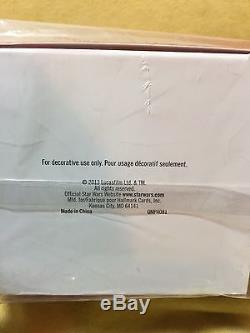 For decorative use only. Pour usage décoratif seulement.
© 2013 Lucasfilm Ltd. & TM.
All rights reserved.
Official Star Wars Website www.starwars.com
Mfd. for/Fabriqué pour Hallmark Cards, Inc.
Kansas City, MO 64141
Made in China